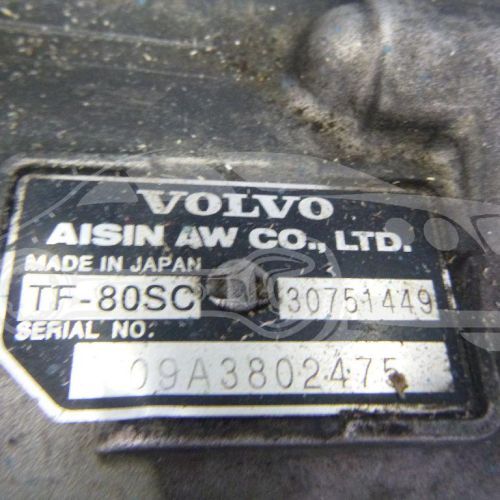 VOLVO
AISIN AW CO., LTD.
MADE IN JAPAN
TF-80SC 30751449
SERIAL NO:
09A3802475